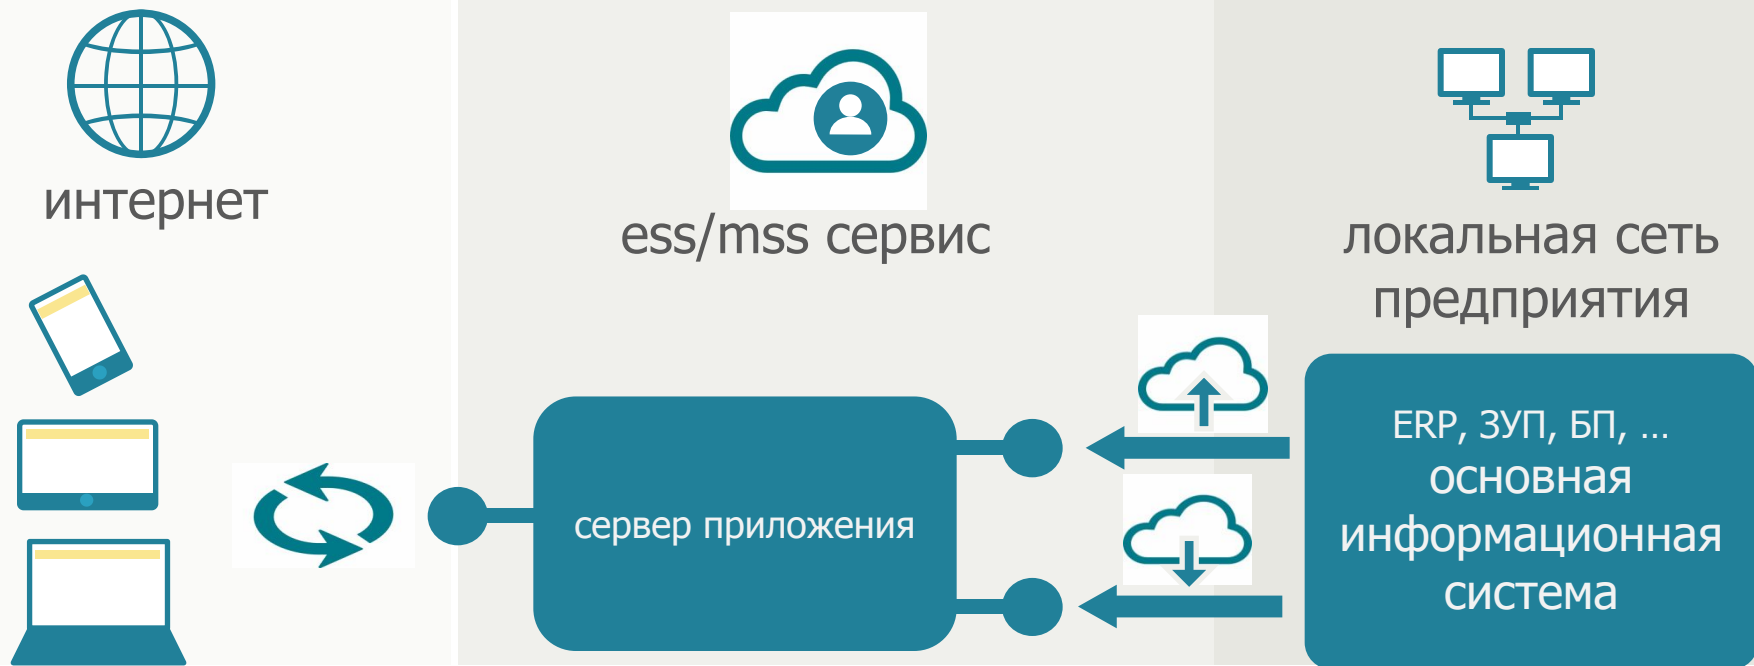 интернет
ess/mss сервис
локальная сеть
предприятия
сервер приложения
ERP, ЗУП, БП, ...
основная
информационная
система